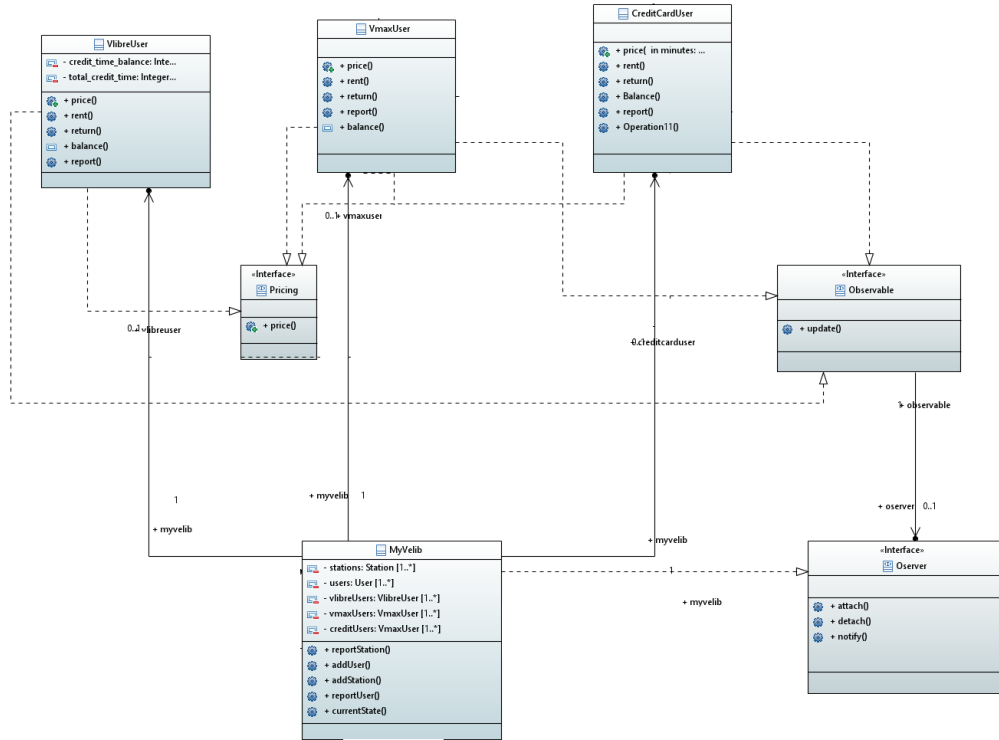 VlibreUser
- credit_time_balance: Inte...
- total_credit_time: Integer...
+ price()
+ rent()
+ return()
+ balance()
+ report()
VmaxUser
+ price()
+ rent()
+ return()
+ report()
+ balance()
CreditCardUser
+ price( in minutes: ...
+ rent()
+ return()
+ Balance()
+ report()
+ Operation11()
0..1
+ vmaxuser
«Interface»
Pricing
+ price()
«Interface»
Observable
+ update()
0..1
+ vlibreuser
0..1
+ creditcarduser
1
+ observable
1
+ myvelib
+ myvelib 1
+ oserver 0..1
+ myvelib
1
+ myvelib
MyVelib
- stations: Station [1..*]
- users: User [1..*]
- vlibreUsers: VlibreUser [1..*]
- vmaxUsers: VmaxUser [1..*]
- creditUsers: VmaxUser [1..*]
+ reportStation()
+ addUser()
+ addStation()
+ reportUser()
+ currentState()
«Interface»
Oserver
+ attach()
+ detach()
+ notify()